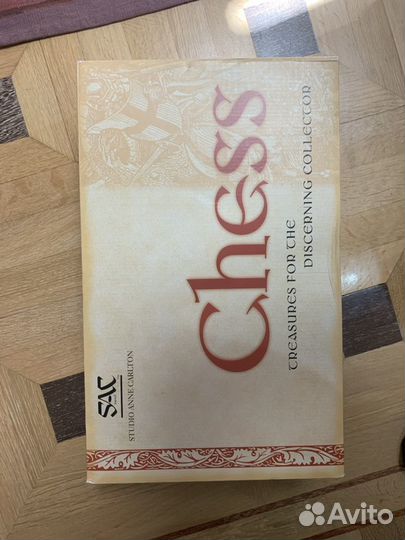 Chess
TREASURES FOR THE
DISCERNING COLLECTOR
SAC
STUDIO ANNE CARLTON
Avito